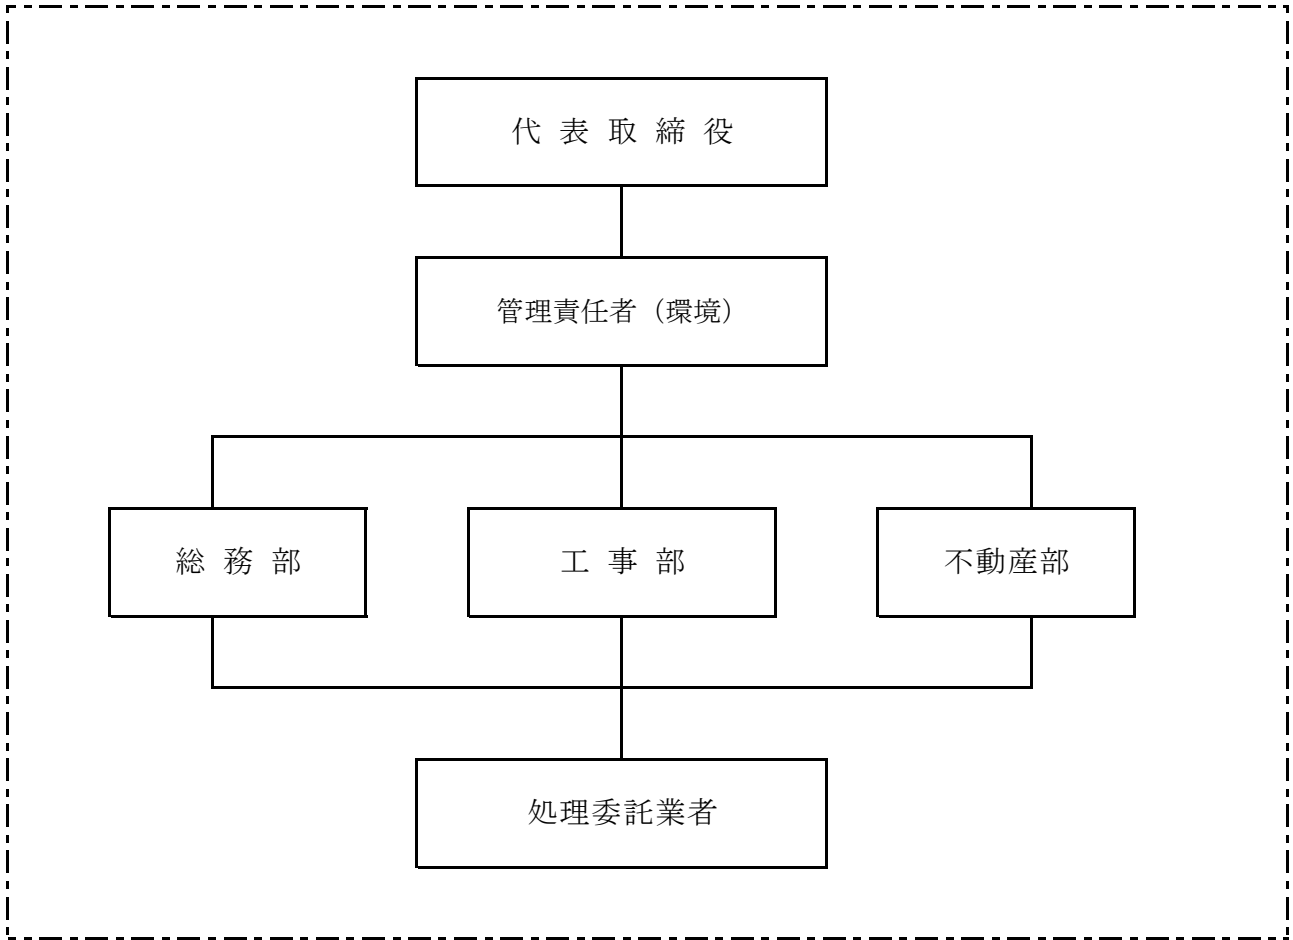 代表取締役
管理責任者（環境）
総務部
工事部
不動産部
処理委託業者